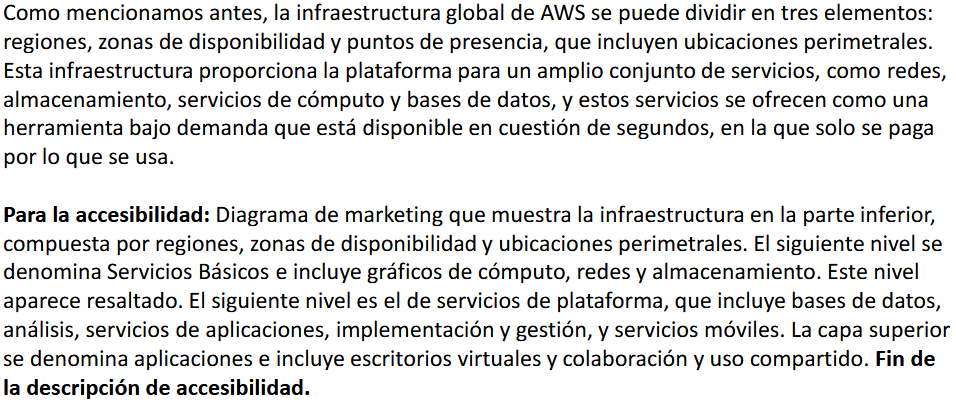 Como mencionamos antes, la infraestructura global de AWS se puede dividir en tres elementos:
regiones, zonas de disponibilidad y puntos de presencia, que incluyen ubicaciones perimetrales.
Esta infraestructura proporciona la plataforma para un amplio conjunto de servicios, como redes,
almacenamiento, servicios de cómputo y bases de datos, y estos servicios se ofrecen como una
herramienta bajo demanda que está disponible en cuestión de segundos, en la que solo se paga
por lo que se usa.
Para la accesibilidad: Diagrama de marketing que muestra la infraestructura en la parte inferior,
compuesta por regiones, zonas de disponibilidad y ubicaciones perimetrales. El siguiente nivel se
denomina Servicios Básicos e incluye gráficos de cómputo, redes y almacenamiento. Este nivel
aparece resaltado. El siguiente nivel es el de servicios de plataforma, que incluye bases de datos,
análisis, servicios de aplicaciones, implementación y gestión, y servicios móviles. La capa superior
se denomina aplicaciones e incluye escritorios virtuales y colaboración y uso compartido. Fin de
la descripción de accesibilidad.